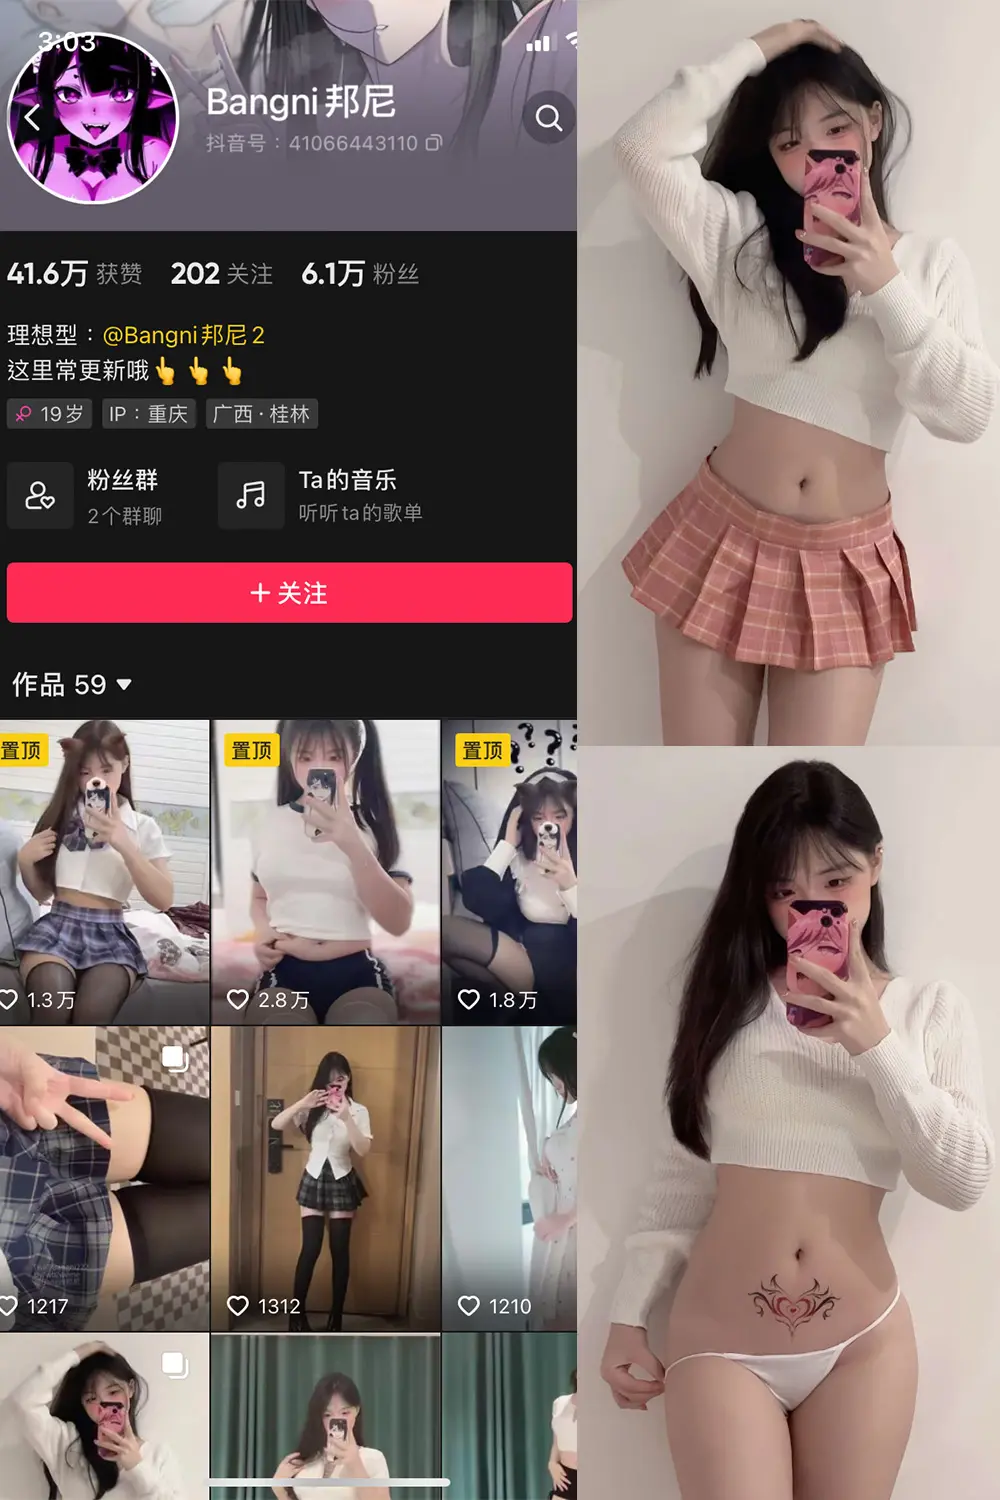 3:03
Bangni邦尼
抖音号：41066443110
41.6万 获赞 202 关注 6.1万 粉丝
理想型：@Bangni邦尼2
这里常更新哦👆👆👆
19岁 IP：重庆 广西·桂林
粉丝群
2个群聊
Ta的音乐
听听ta的歌单
+ 关注
作品 59
置顶 置顶 置顶
???
1.3万 2.8万 1.8万
1217 1312 1210